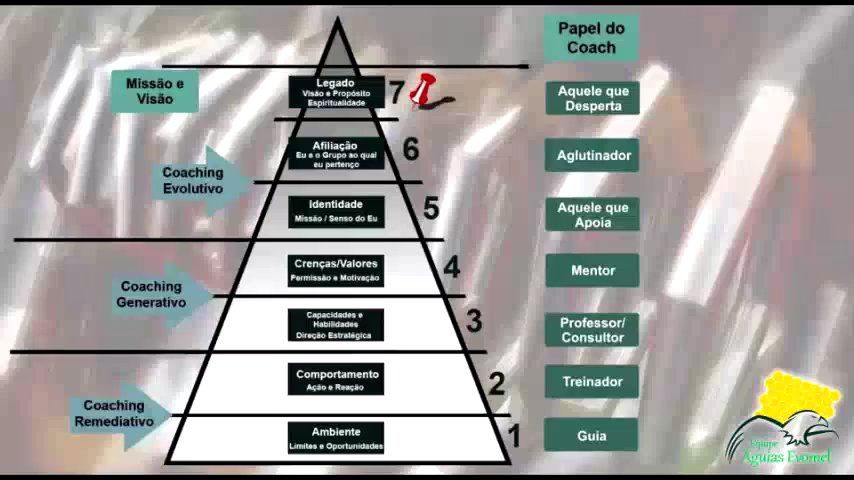 Papel do
Coach
Missão e
Visão
Legado
Visão e Propósito
Espiritualidade
7
Aquele que
Desperta
Afiliação
Eu e o Grupo ao qual
eu pertenço
6
Aglutinador
Coaching
Evolutivo
Identidade
Missão / Senso do Eu
5
Aquele que
Apoia
Crenças/Valores
Permissão e Motivação
4
Mentor
Coaching
Generativo
Capacidades e
Habilidades
Direção Estratégica
3
Professor/
Consultor
Comportamento
Ação e Reação
2
Treinador
Coaching
Remediativo
Ambiente
Limites e Oportunidades
1
Guia
Equipe
Águias Evomel